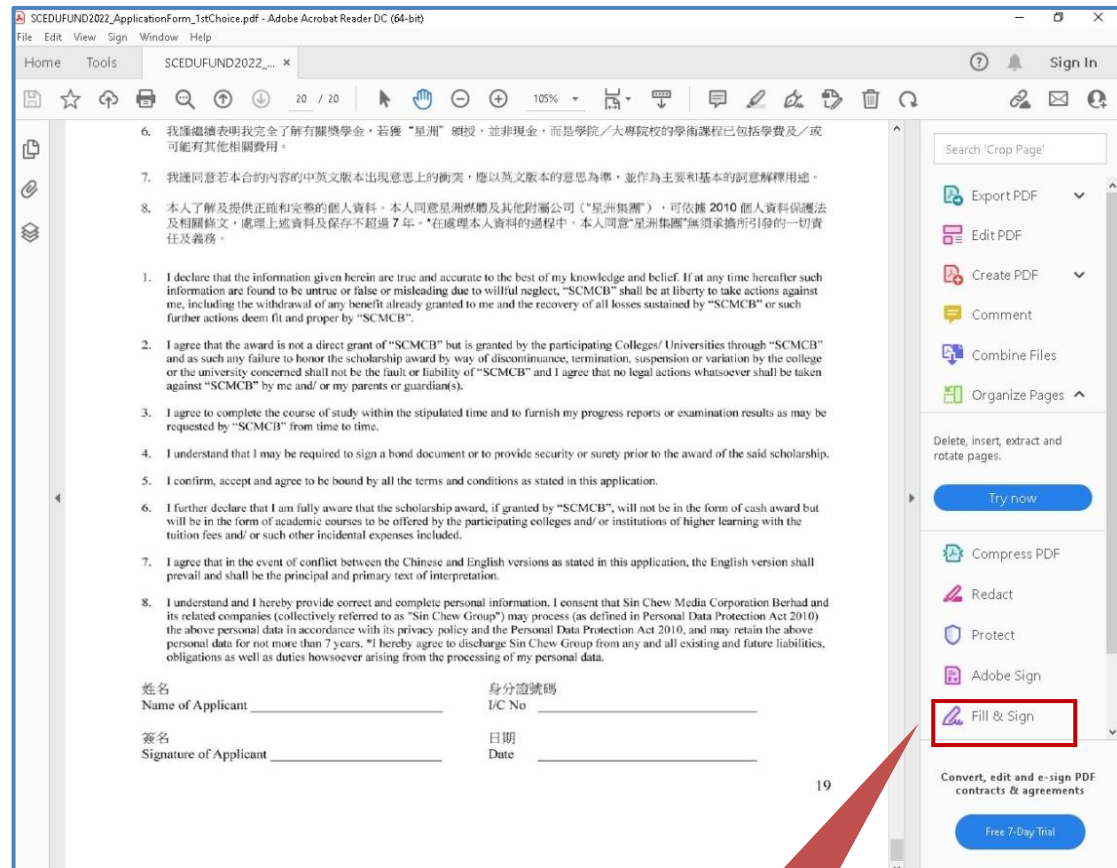 SCEDUFUND2022_ApplicationForm_1stChoice.pdf - Adobe Acrobat Reader DC (64-bit)
File Edit View Sign Window Help
Home Tools SCEDUFUND2022_... × Sign In
20 / 20 105%
6. 我謹繼續表明我完全了解有關獎學金，若獲 “星洲” 頒授，並非現金，而是學院／大專院校的學術課程已包括學費及／或
可能有其他相關費用。
7. 我謹同意若本合約內容的中英文版本出現意思上的衝突，應以英文版本的意思為準，並作為主要和基本的詞意解釋用途。
8. 本人了解及提供正確和完整的個人資料。本人同意星洲媒體及其他附屬公司（“星洲集團”），可依據 2010 個人資料保護法
及相關條文，處理上述資料及保存不超過 7 年。*在處理本人資料的過程中，本人同意“星洲集團”無須承擔所引發的一切責
任及義務。
1. I declare that the information given herein are true and accurate to the best of my knowledge and belief. If at any time hereafter such
information are found to be untrue or false or misleading due to willful neglect, “SCMCB” shall be at liberty to take actions against
me, including the withdrawal of any benefit already granted to me and the recovery of all losses sustained by “SCMCB” or such
further actions deem fit and proper by “SCMCB”.
2. I agree that the award is not a direct grant of “SCMCB” but is granted by the participating Colleges/ Universities through “SCMCB”
and as such any failure to honor the scholarship award by way of discontinuance, termination, suspension or variation by the college
or the university concerned shall not be the fault or liability of “SCMCB” and I agree that no legal actions whatsoever shall be taken
against “SCMCB” by me and/ or my parents or guardian(s).
3. I agree to complete the course of study within the stipulated time and to furnish my progress reports or examination results as may be
requested by “SCMCB” from time to time.
4. I understand that I may be required to sign a bond document or to provide security or surety prior to the award of the said scholarship.
5. I confirm, accept and agree to be bound by all the terms and conditions as stated in this application.
6. I further declare that I am fully aware that the scholarship award, if granted by “SCMCB”, will not be in the form of cash award but
will be in the form of academic courses to be offered by the participating colleges and/ or institutions of higher learning with the
tuition fees and/ or such other incidental expenses included.
7. I agree that in the event of conflict between the Chinese and English versions as stated in this application, the English version shall
prevail and shall be the principal and primary text of interpretation.
8. I understand and I hereby provide correct and complete personal information. I consent that Sin Chew Media Corporation Berhad and
its related companies (collectively referred to as "Sin Chew Group") may process (as defined in Personal Data Protection Act 2010)
the above personal data in accordance with its privacy policy and the Personal Data Protection Act 2010, and may retain the above
personal data for not more than 7 years. *I hereby agree to discharge Sin Chew Group from any and all existing and future liabilities,
obligations as well as duties howsoever arising from the processing of my personal data.
姓名 身分證號碼
Name of Applicant I/C No
簽名 日期
Signature of Applicant Date
19
Search 'Crop Page'
Export PDF
Edit PDF
Create PDF
Comment
Combine Files
Organize Pages
Delete, insert, extract and
rotate pages.
Try now
Compress PDF
Redact
Protect
Adobe Sign
Fill & Sign
Convert, edit and e-sign PDF
contracts & agreements
Free 7-Day Trial